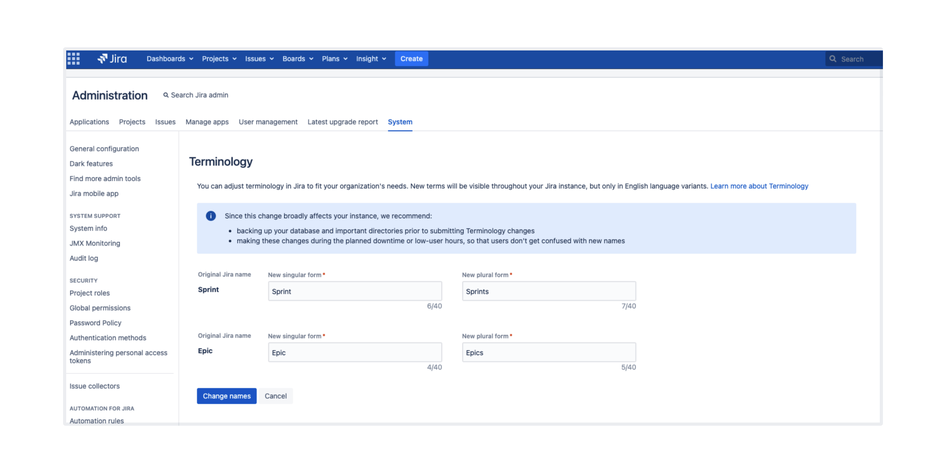 Jira Dashboards Projects Issues Boards Plans Insight Create Search
Administration Search Jira admin
Applications Projects Issues Manage apps User management Latest upgrade report System
General configuration
Dark features
Find more admin tools
Jira mobile app
SYSTEM SUPPORT
System info
JMX Monitoring
Audit log
SECURITY
Project roles
Global permissions
Password Policy
Authentication methods
Administering personal access
tokens
Issue collectors
AUTOMATION FOR JIRA
Automation rules
Terminology
You can adjust terminology in Jira to fit your organization's needs. New terms will be visible throughout your Jira instance, but only in English language variants. Learn more about Terminology
Since this change broadly affects your instance, we recommend:
• backing up your database and important directories prior to submitting Terminology changes
• making these changes during the planned downtime or low-user hours, so that users don't get confused with new names
Original Jira name New singular form * New plural form *
Sprint Sprint Sprints
6/40 7/40
Original Jira name New singular form * New plural form *
Epic Epic Epics
4/40 5/40
Change names Cancel